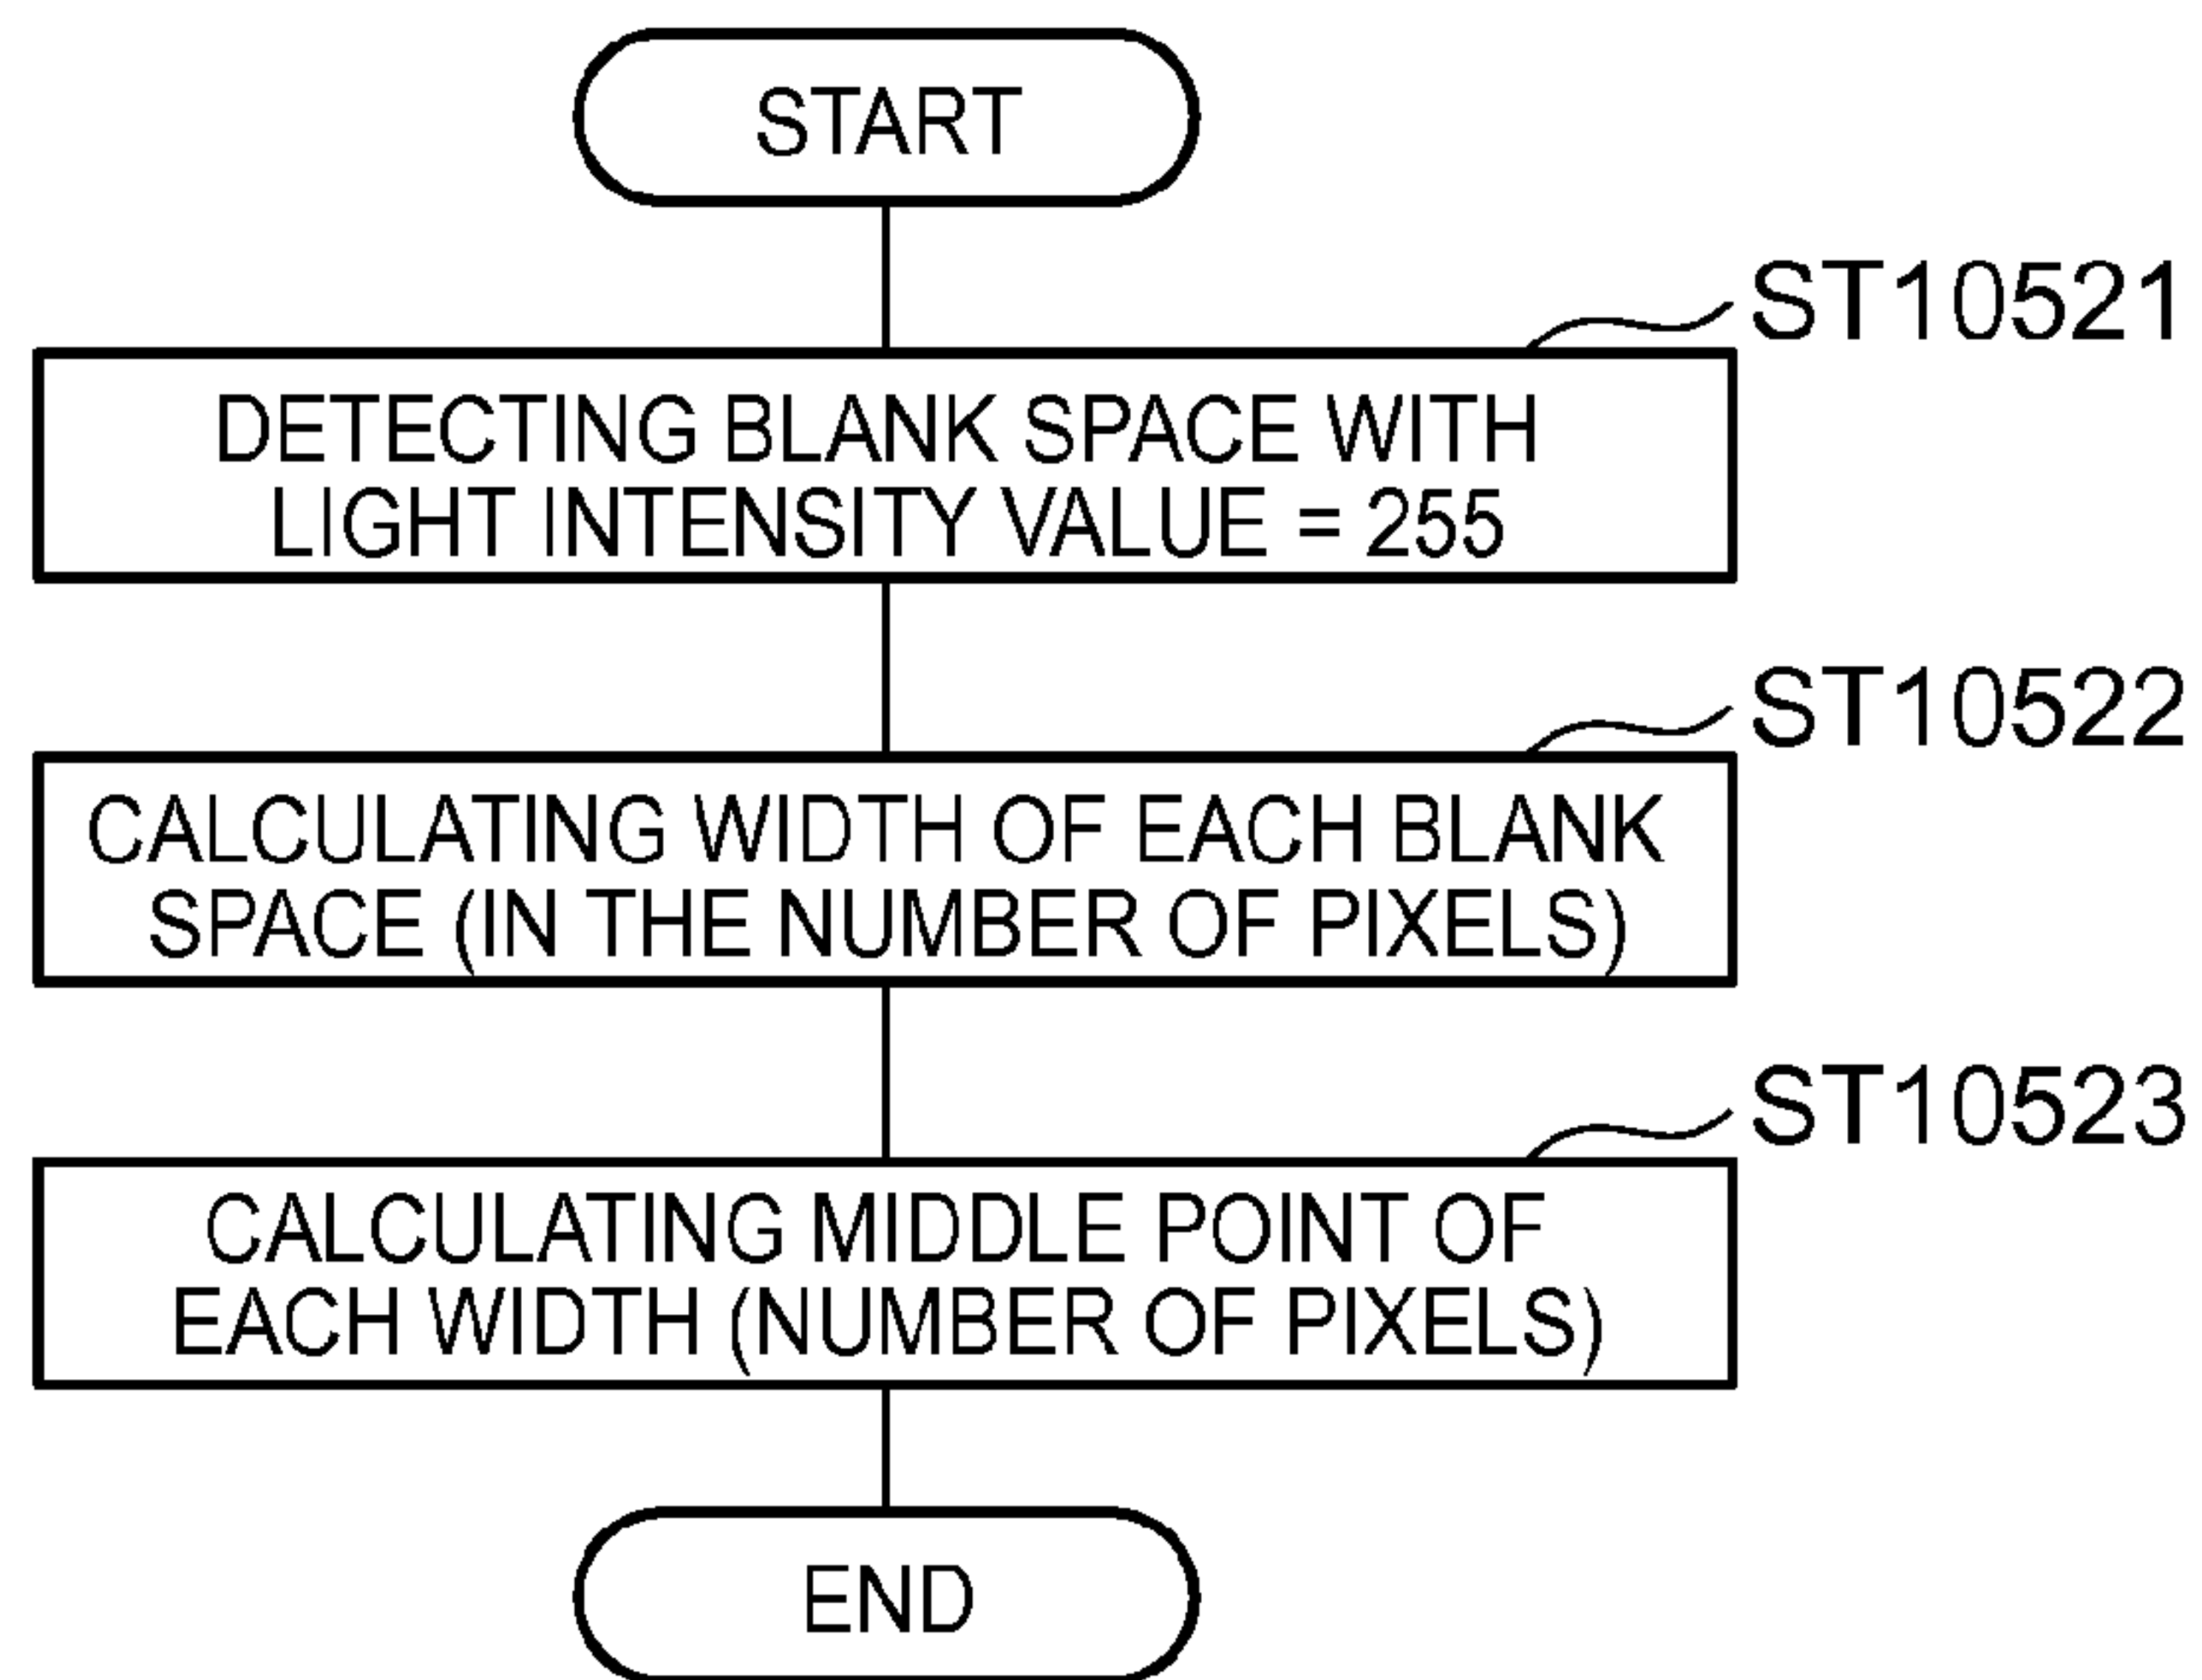 START
ST10521
DETECTING BLANK SPACE WITH
LIGHT INTENSITY VALUE = 255
ST10522
CALCULATING WIDTH OF EACH BLANK
SPACE (IN THE NUMBER OF PIXELS)
ST10523
CALCULATING MIDDLE POINT OF
EACH WIDTH (NUMBER OF PIXELS)
END